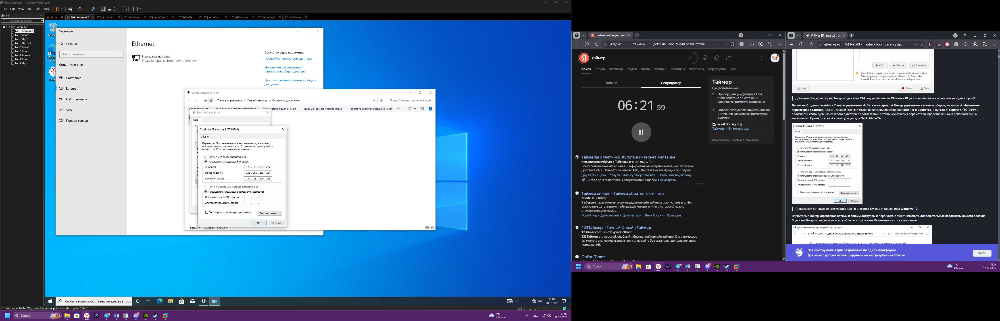 Net1-AdminCA - VMware Workstation
File Edit View VM Tabs Help
Library
Type here to search
My Computer
Net1-AdminCA
Net1-Coord
Net1-Open
Net1-OperCA
Net2-Client
Net2-Coord
Net3-Admin
Net3-Coord
Net3-Open
Home
Net1-AdminCA
Net1-Coord
Net1-Open
Net1-OperCA
Net2-Client
Net2-Coord
Net3-Admin
Net3-Coord
Net3-Open
Параметры
Главная
Найти параметр
Сеть и Интернет
Состояние
Ethernet
Набор номера
VPN
Прокси-сервер
Ethernet
Неопознанная сеть
Подключение к Интернету отсутствует
Сопутствующие параметры
Настройка параметров адаптера
Изменение расширенных
параметров общего доступа
Центр управления сетями и общим
доступом
Сетевые подключения
Панель управления › Сеть и Интернет › Сетевые подключения
Поиск: Сетевые подключения
Диагностика подключения
Переименование подключения
Просмотр состояния подключения
Ethernet0: свойства
Сеть
Свойства: IP версии 4 (TCP/IPv4)
Общие
Параметры IP можно назначать автоматически, если сеть
поддерживает эту возможность. В противном случае узнайте
параметры IP у сетевого администратора.
Получить IP-адрес автоматически
Использовать следующий IP-адрес:
IP-адрес: 172 . 16 . 224 . 227
Маска подсети: 255 . 255 . 255 . 224
Основной шлюз: 172 . 16 . 224 . 225
Получить адрес DNS-сервера автоматически
Использовать следующие адреса DNS-серверов:
Предпочитаемый DNS-сервер:
Альтернативный DNS-сервер:
Подтвердить параметры при выходе
Дополнительно...
ОК
Отмена
1 элемент Выбран 1 элемент
Чтобы начать поиск, введите здесь запрос
ENG
11:09
18.12.2025
To direct input to this VM, move the mouse pointer inside or press Ctrl+G.
Поиск
1°C
Облачно
ENG
11:09
18.12.2025
1
таймер — Яндекс: наш
Яндекс
таймер — Яндекс: нашлось 9 млн результатов
Я
таймер
поиск алиса картинки видео карты товары финансы квартиры переводчик все
Таймер
Секундомер
06:21 59
Та́ймер
Существительное
1. Прибор, инициирующий какое-
либо действие по истечении
заданного промежутка времени
2. Объект, возбуждающий событие по
истечении заданного промежутка
времени
ru.wiktionary.org
Та́ймер — Викисловарь
Викисловарь Сообщить об ошибке
Таймеры и счетчики. Купить в интернет-магазине
moscow.petrovich.ru › Таймеры-и-счетчики...
Все строительные материалы — в фирменном интернет-магазине Петрович ·
Доставка 24/7. Возврат излишков 360д.. Доставка от 4 ч. Кредит со Сбером
Дружеские цены · Услуги · Калькулятор ремонта · Помощник по дизайну
Выгода до 90% на товары для ремонта и отделки Посмотреть
промо
Таймер онлайн - Таймер обратного отсчета
budilki.ru › timer/
Выберите часы, минуты и секунды для онлайн таймера и запустите его. Или
установите дату и время таймера, до которого (или с которого) нужно
отсчитывать дни, часы...
Новый год · День знаний · День матери · День России · Хэллоуин
123Таймер – Точный Онлайн Таймер
123timer.com › ru?ref=producthunt
123Таймер это простой, удобный и бесплатный онлайн таймер. С его помощью
вы можете отслеживать время прямо на сайте без установки дополнительных
приложений.
Online Timer
Поиск
1°C
Облачно
11:09
18.12.2025
1
ViPNet-IB - master - bo
gitverse.ru
ViPNet-IB - master - boomgarang/vip...
Add...
Remove
Properties
Shared folders expose your files to programs in the virtual machine.
This may put your computer and your data at risk. Only enable
shared folders if you trust the virtual machine with your data.
Help
Cancel
Save
Добавить общую папку необходимо для всех ВМ под управлением Windows 10 (все машины за исключением координаторов)!
Далее необходимо перейти в Панель управления → Сеть и интернет → Центр управления сетями и общим доступом → Изменение
параметров адаптера, нажать правой кнопкой мыши на сетевой адаптер, перейти в его Свойства, в пункте IP версии 4 (TCP/IPv4)
произвести конфигурацию сетевого адаптера в соответствии с таблицей сетевых параметров, представленной в дополнительных
материалах. Пример сетевой конфигурации для Net1-AdminCA:
Свойства: IP версии 4 (TCP/IPv4)
Общие
Параметры IP можно назначать автоматически, если сеть
поддерживает эту возможность. В противном случае узнайте
параметры IP у сетевого администратора.
Получить IP-адрес автоматически
Использовать следующий IP-адрес:
IP-адрес: 172 . 16 . 224 . 227
Маска подсети: 255 . 255 . 255 . 224
Основной шлюз: 172 . 16 . 224 . 225
Получить адрес DNS-сервера автоматически
Использовать следующие адреса DNS-серверов:
Предпочитаемый DNS-сервер:
Альтернативный DNS-сервер:
Подтвердить параметры при выходе
Дополнительно...
ОК
Отмена
Произвести сетевую конфигурацию нужно для всех ВМ под управлением Windows 10!
Вернитесь в Центр управления сетями и общим доступом и перейдите в пункт Изменить дополнительные параметры общего доступа.
Здесь необходимо перевести все тумблеры в положение Включено, как показано ниже:
Дополнительные параметры общего доступа
Цент... › Дополнительные параметры общего доступа
Поиск в панели управления
Изменение параметров общего доступа для различных сетевых профилей
Все инструменты для разработки на одной платформе
Для полного доступа зарегистрируйтесь или авторизуйтесь на GitVerse
Войти